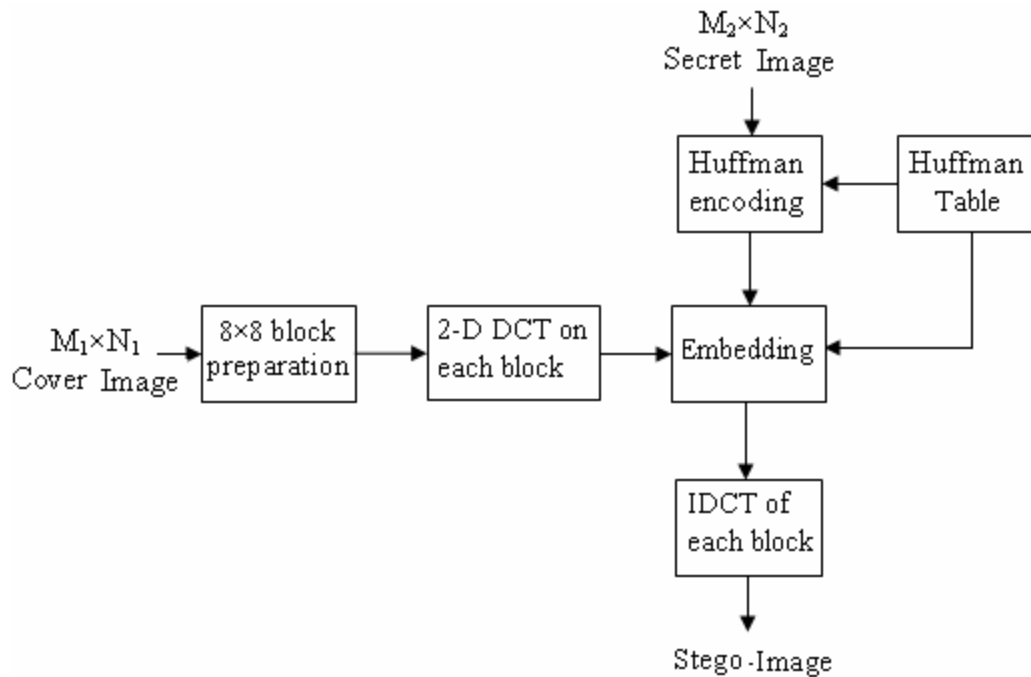 M₂×N₂
Secret Image
Huffman
encoding
Huffman
Table
M₁×N₁
Cover Image
8×8 block
preparation
2-D DCT on
each block
Embedding
IDCT of
each block
Stego-Image